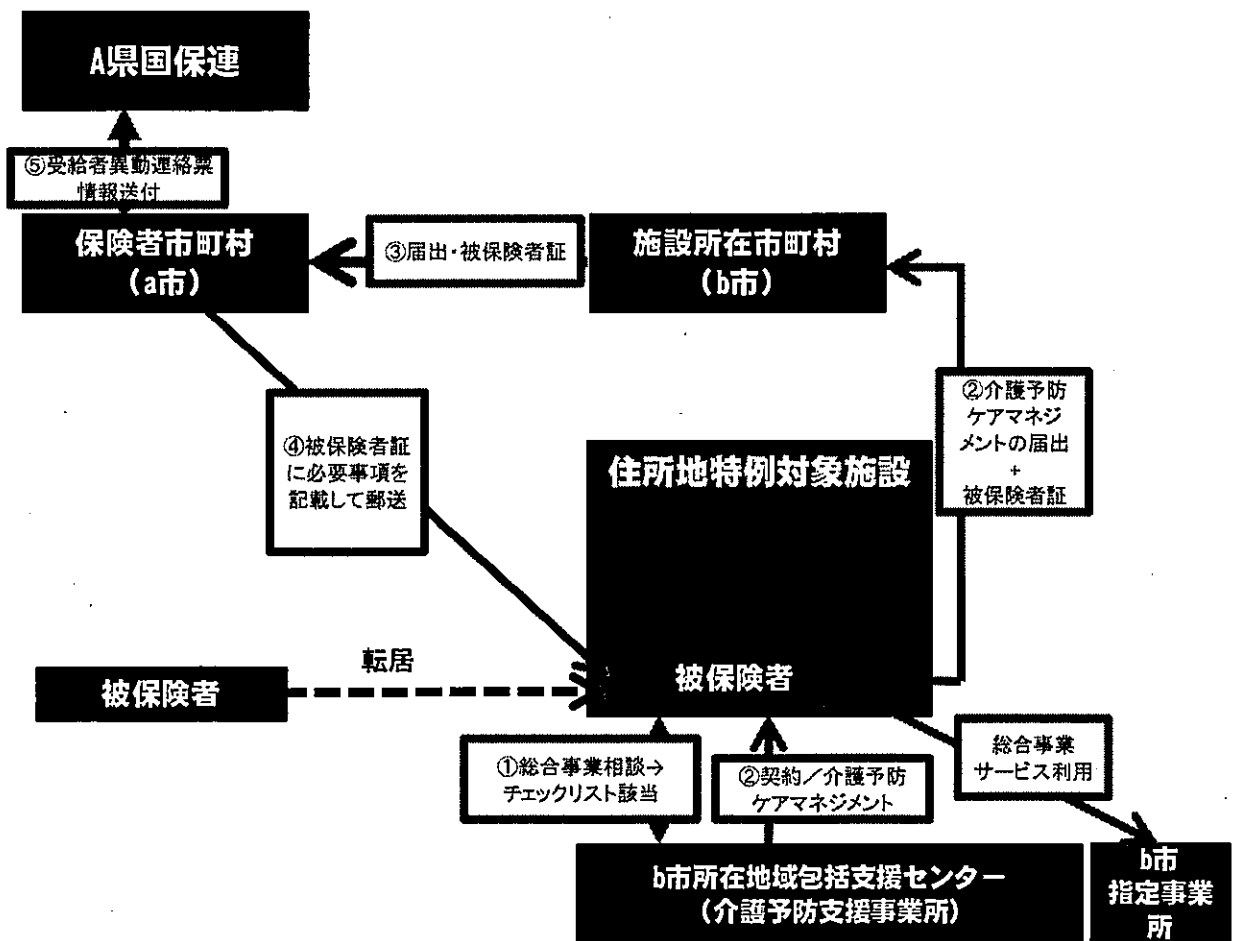 A県国保連
⑤受給者異動連絡票
情報送付
保険者市町村
(a市)
③届出・被保険者証
施設所在市町村
(b市)
②介護予防
ケアマネジ
メントの届出
+
被保険者証
④被保険者証
に必要事項を
記載して郵送
住所地特例対象施設
転居
被保険者
被保険者
①総合事業相談→
チェックリスト該当
②契約/介護予防
ケアマネジメント
総合事業
サービス利用
b市所在地域包括支援センター
(介護予防支援事業所)
b市
指定事業
所